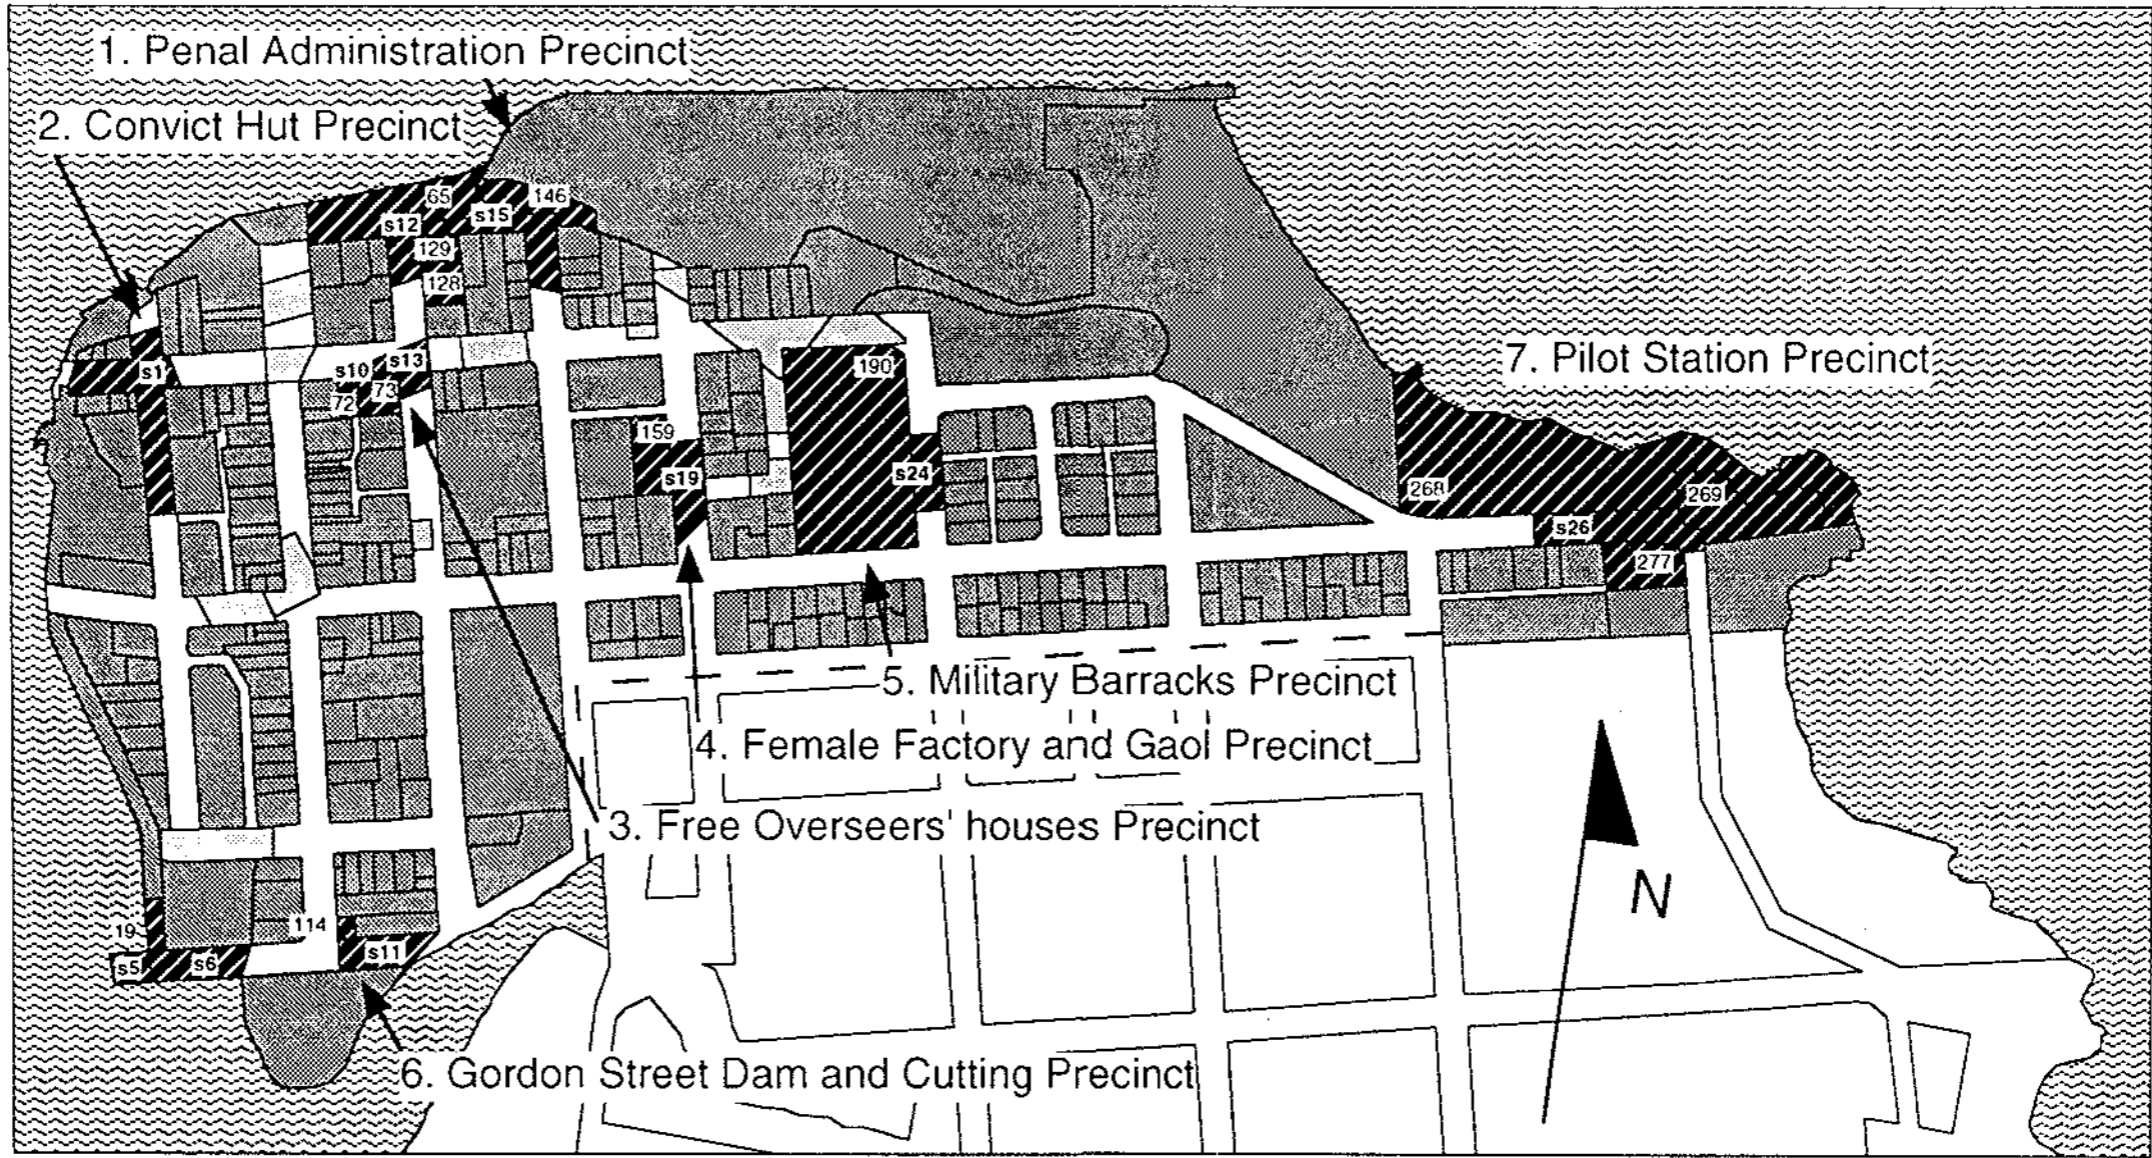 1. Penal Administration Precinct
2. Convict Hut Precinct
65
146
s15
s12
129
128
s1
s10
s13
72
73
190
7. Pilot Station Precinct
159
s19
s24
268
269
s26
277
5. Military Barracks Precinct
4. Female Factory and Gaol Precinct
3. Free Overseers' houses Precinct
N
19
114
s5
s6
s11
6. Gordon Street Dam and Cutting Precinct